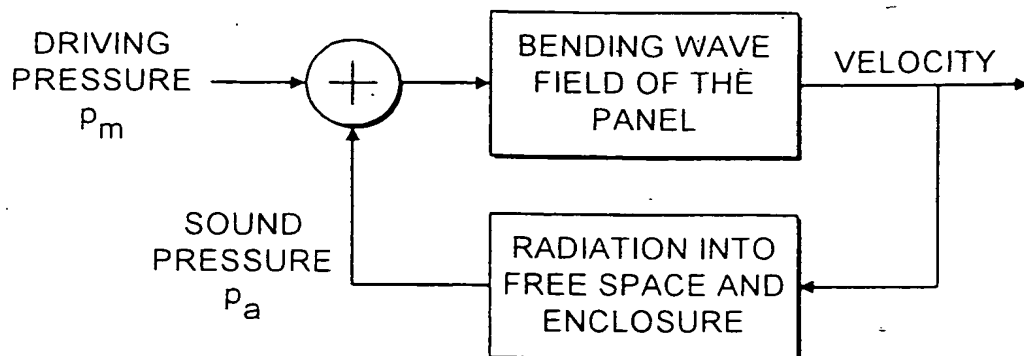 DRIVING
PRESSURE
pm
+
BENDING WAVE
FIELD OF THE
PANEL
VELOCITY
SOUND
PRESSURE
pa
RADIATION INTO
FREE SPACE AND
ENCLOSURE